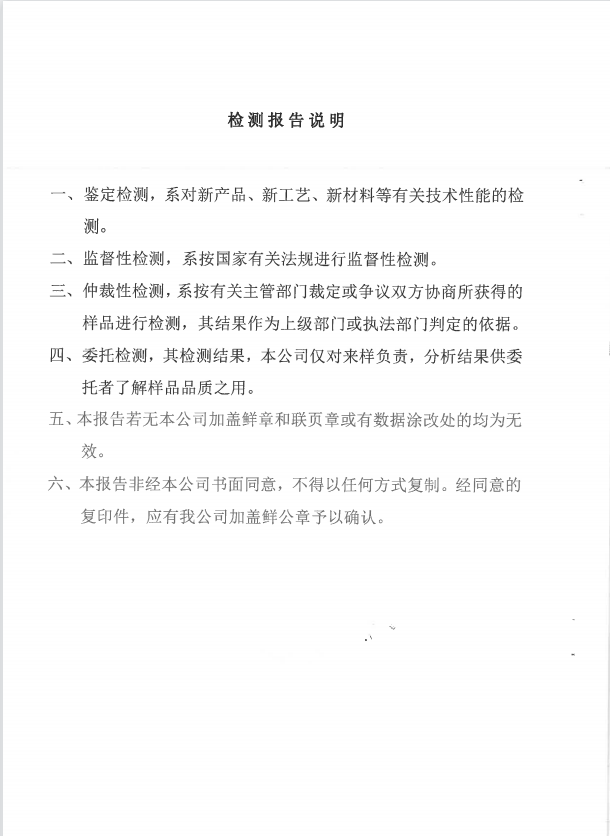 检测报告说明
一、鉴定检测，系对新产品、新工艺、新材料等有关技术性能的检
测。
二、监督性检测，系按国家有关法规进行监督性检测。
三、仲裁性检测，系按有关主管部门裁定或争议双方协商所获得的
样品进行检测，其结果作为上级部门或执法部门判定的依据。
四、委托检测，其检测结果，本公司仅对来样负责，分析结果供委
托者了解样品品质之用。
五、本报告若无本公司加盖鲜章和联页章或有数据涂改处的均为无
效。
六、本报告非经本公司书面同意，不得以任何方式复制。经同意的
复印件，应有我公司加盖鲜公章予以确认。